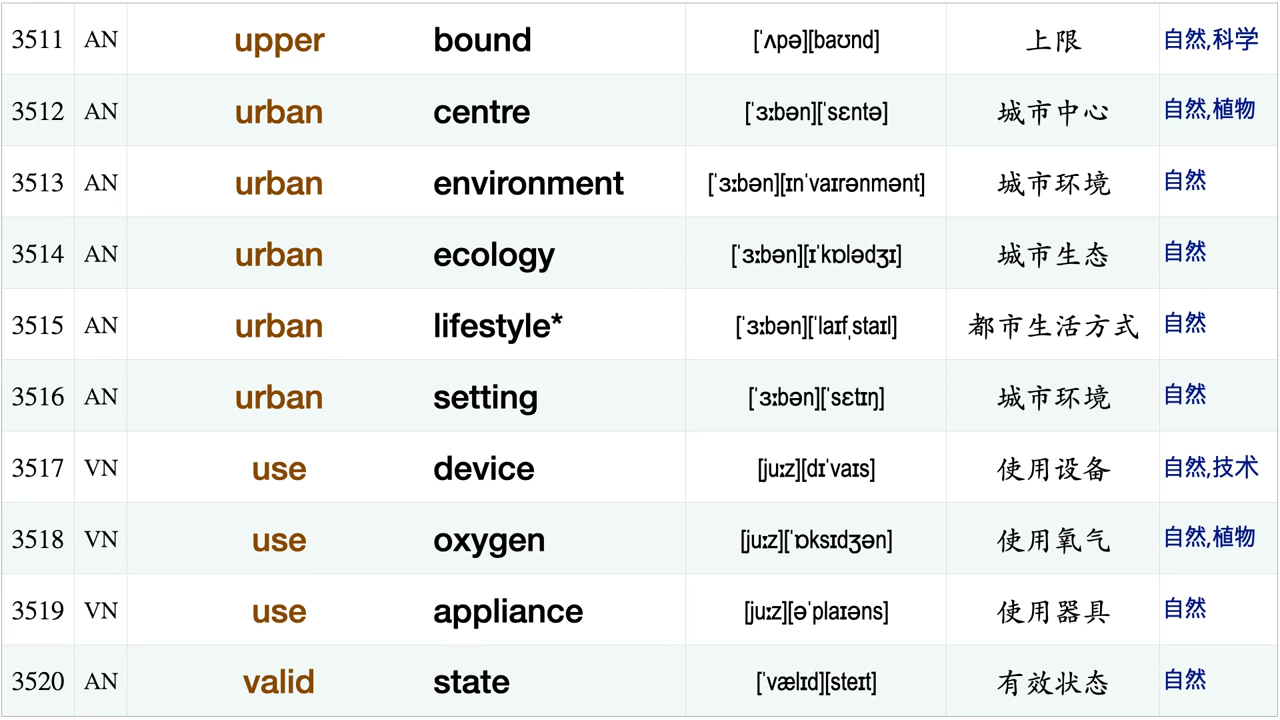 3511 AN upper bound [ˈʌpə][baʊnd] 上限 自然,科学
3512 AN urban centre [ˈɜːbən][ˈsɛntə] 城市中心 自然,植物
3513 AN urban environment [ˈɜːbən][ɪnˈvaɪrənmənt] 城市环境 自然
3514 AN urban ecology [ˈɜːbən][ɪˈkɒlədʒɪ] 城市生态 自然
3515 AN urban lifestyle* [ˈɜːbən][ˈlaɪfˌstaɪl] 都市生活方式 自然
3516 AN urban setting [ˈɜːbən][ˈsɛtɪŋ] 城市环境 自然
3517 VN use device [juːz][dɪˈvaɪs] 使用设备 自然,技术
3518 VN use oxygen [juːz][ˈɒksɪdʒən] 使用氧气 自然,植物
3519 VN use appliance [juːz][əˈplaɪəns] 使用器具 自然
3520 AN valid state [ˈvælɪd][steɪt] 有效状态 自然